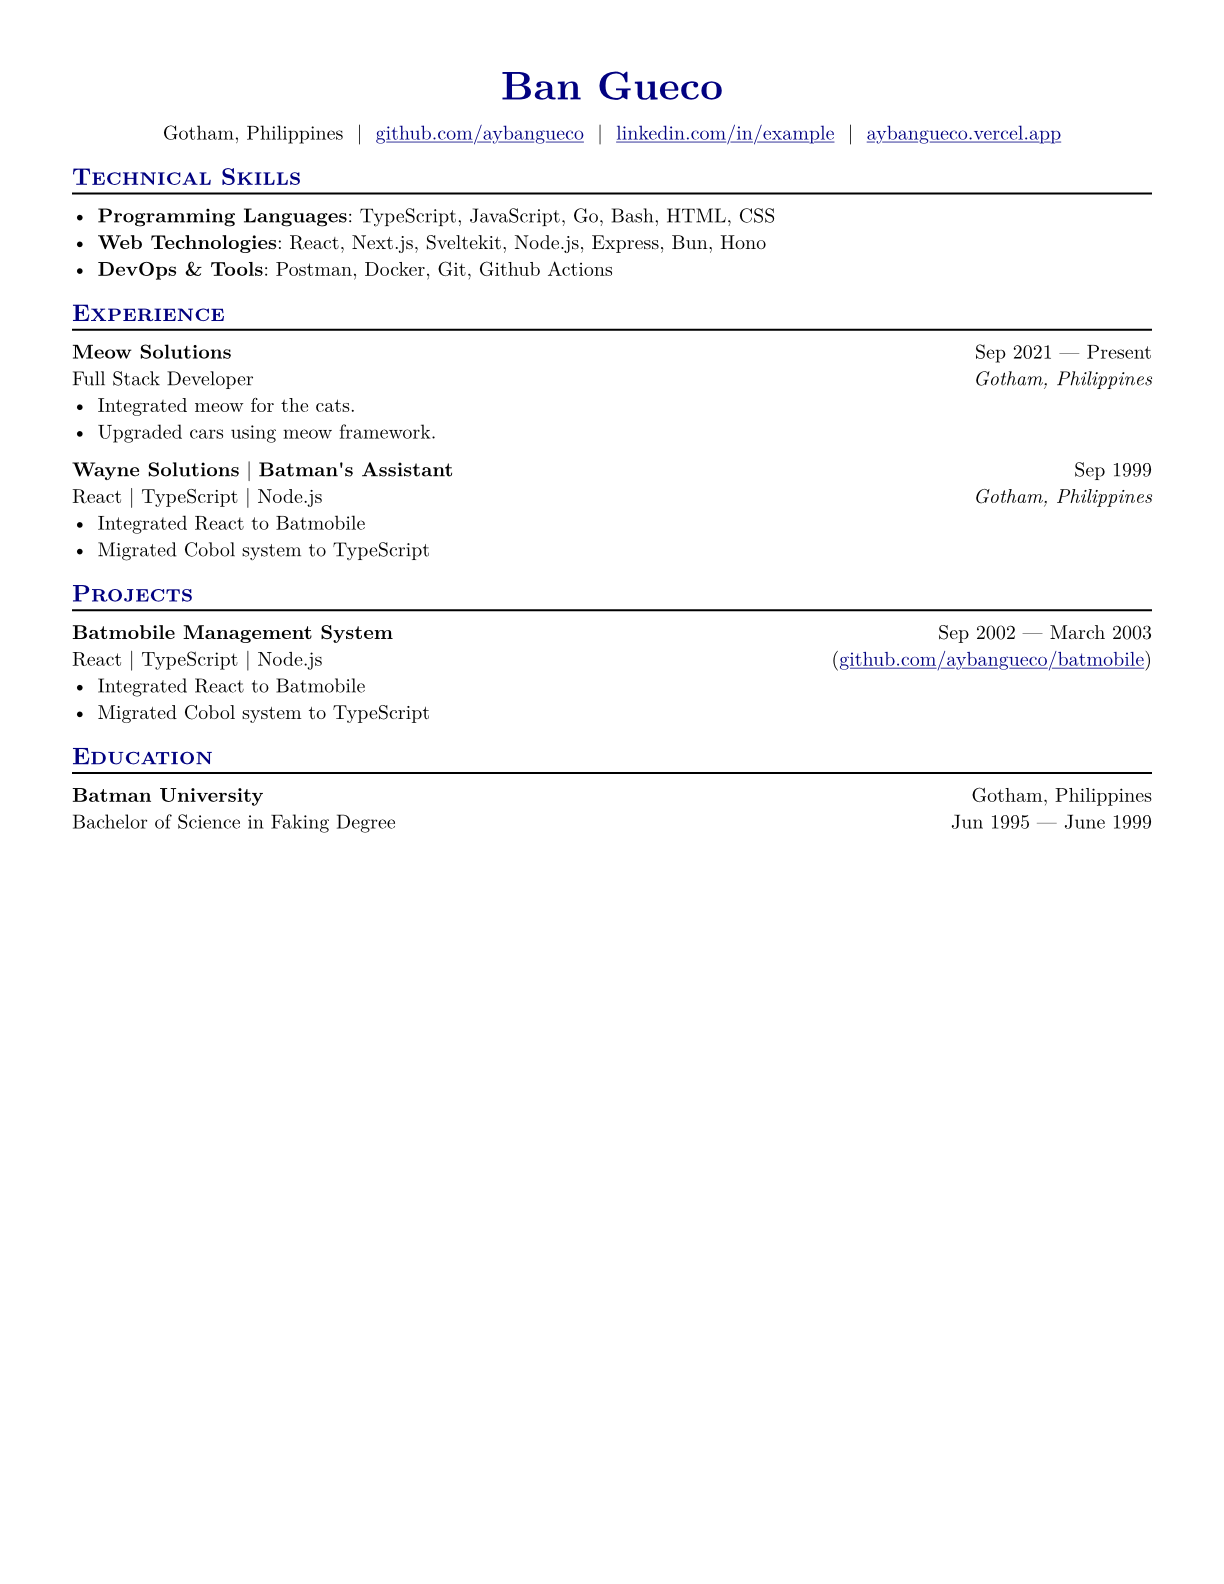 Ban Gueco
Gotham, Philippines | github.com/aybangueco | linkedin.com/in/example | aybangueco.vercel.app
Technical Skills
• Programming Languages: TypeScript, JavaScript, Go, Bash, HTML, CSS
• Web Technologies: React, Next.js, Sveltekit, Node.js, Express, Bun, Hono
• DevOps & Tools: Postman, Docker, Git, Github Actions
Experience
Meow Solutions Sep 2021 — Present
Full Stack Developer Gotham, Philippines
• Integrated meow for the cats.
• Upgraded cars using meow framework.
Wayne Solutions | Batman's Assistant Sep 1999
React | TypeScript | Node.js Gotham, Philippines
• Integrated React to Batmobile
• Migrated Cobol system to TypeScript
Projects
Batmobile Management System Sep 2002 — March 2003
React | TypeScript | Node.js (github.com/aybangueco/batmobile)
• Integrated React to Batmobile
• Migrated Cobol system to TypeScript
Education
Batman University Gotham, Philippines
Bachelor of Science in Faking Degree Jun 1995 — June 1999